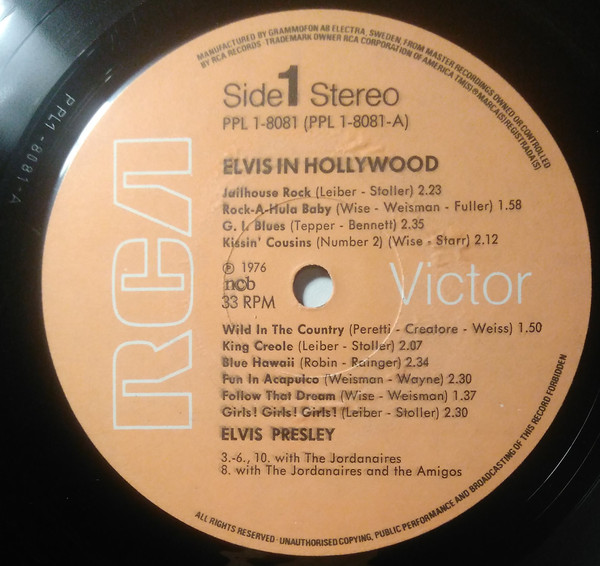 MANUFACTURED BY GRAMMOFON AB ELECTRA, SWEDEN, FROM MASTER RECORDINGS OWNED OR CONTROLLED
BY RCA RECORDS · TRADEMARK OWNER RCA CORPORATION OF AMERICA TM(S)® MARCA(S) REGISTRADA(S)
Side 1 Stereo
PPL 1-8081 (PPL 1-8081-A)
PPL1-8081-A
ELVIS IN HOLLYWOOD
Jailhouse Rock (Leiber - Stoller) 2.23
Rock-A-Hula Baby (Wise - Weisman - Fuller) 1.58
G. I. Blues (Tepper - Bennett) 2.35
Kissin' Cousins (Number 2) (Wise - Starr) 2.12
RCA
℗ 1976
ncb
33 RPM
Victor
Wild In The Country (Peretti - Creatore - Weiss) 1.50
King Creole (Leiber - Stoller) 2.07
Blue Hawaii (Robin - Rainger) 2.34
Fun In Acapulco (Weisman - Wayne) 2.30
Follow That Dream (Wise - Weisman) 1.37
Girls! Girls! Girls! (Leiber - Stoller) 2.30
ELVIS PRESLEY
3.-6., 10. with The Jordanaires
8. with The Jordanaires and the Amigos
ALL RIGHTS RESERVED · UNAUTHORISED COPYING, PUBLIC PERFORMANCE AND BROADCASTING OF THIS RECORD FORBIDDEN